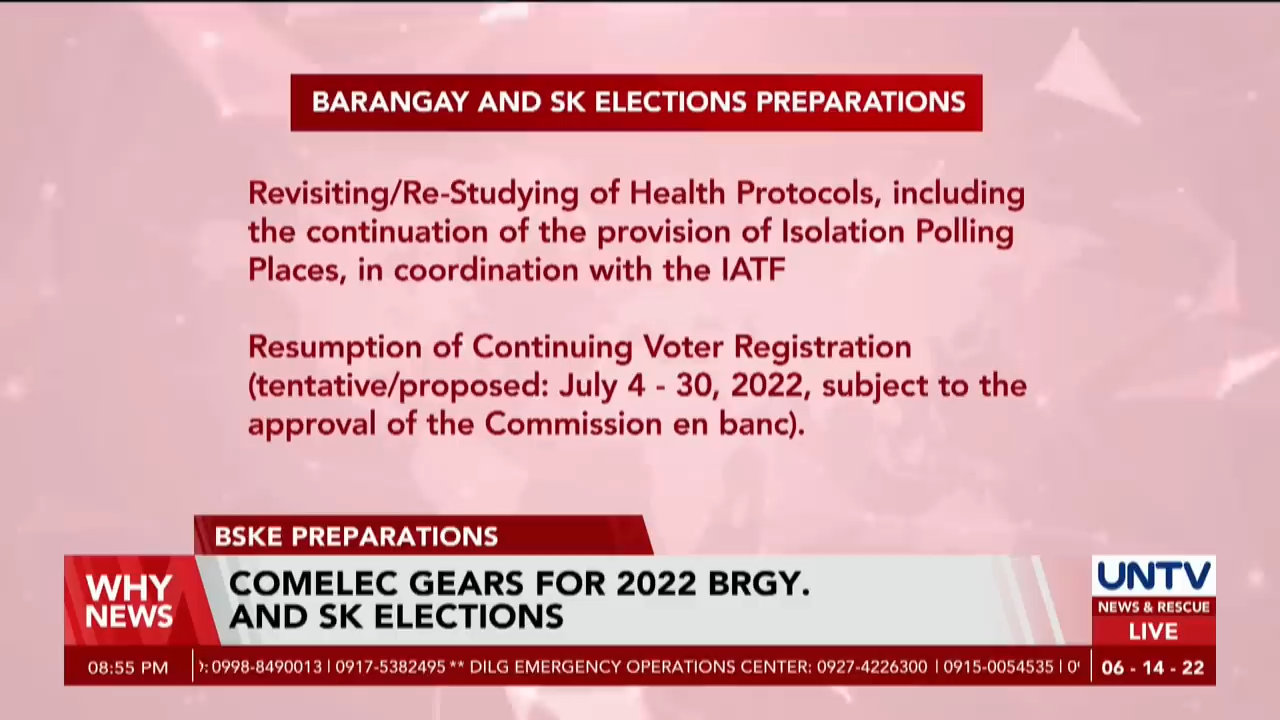 BARANGAY AND SK ELECTIONS PREPARATIONS
Revisiting/Re-Studying of Health Protocols, including
the continuation of the provision of Isolation Polling
Places, in coordination with the IATF
Resumption of Continuing Voter Registration
(tentative/proposed: July 4 - 30, 2022, subject to the
approval of the Commission en banc).
BSKE PREPARATIONS
WHY
NEWS
COMELEC GEARS FOR 2022 BRGY.
AND SK ELECTIONS
UNTV
NEWS & RESCUE
LIVE
08:55 PM
: 0998-8490013 | 0917-5382495 ** DILG EMERGENCY OPERATIONS CENTER: 0927-4226300 | 0915-0054535 |
06 - 14 - 22